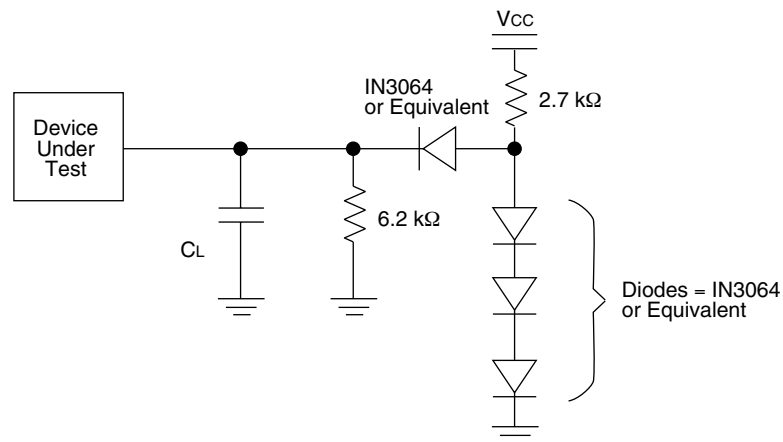 VCC
IN3064
or Equivalent
2.7 kΩ
Device
Under
Test
6.2 kΩ
CL
Diodes = IN3064
or Equivalent